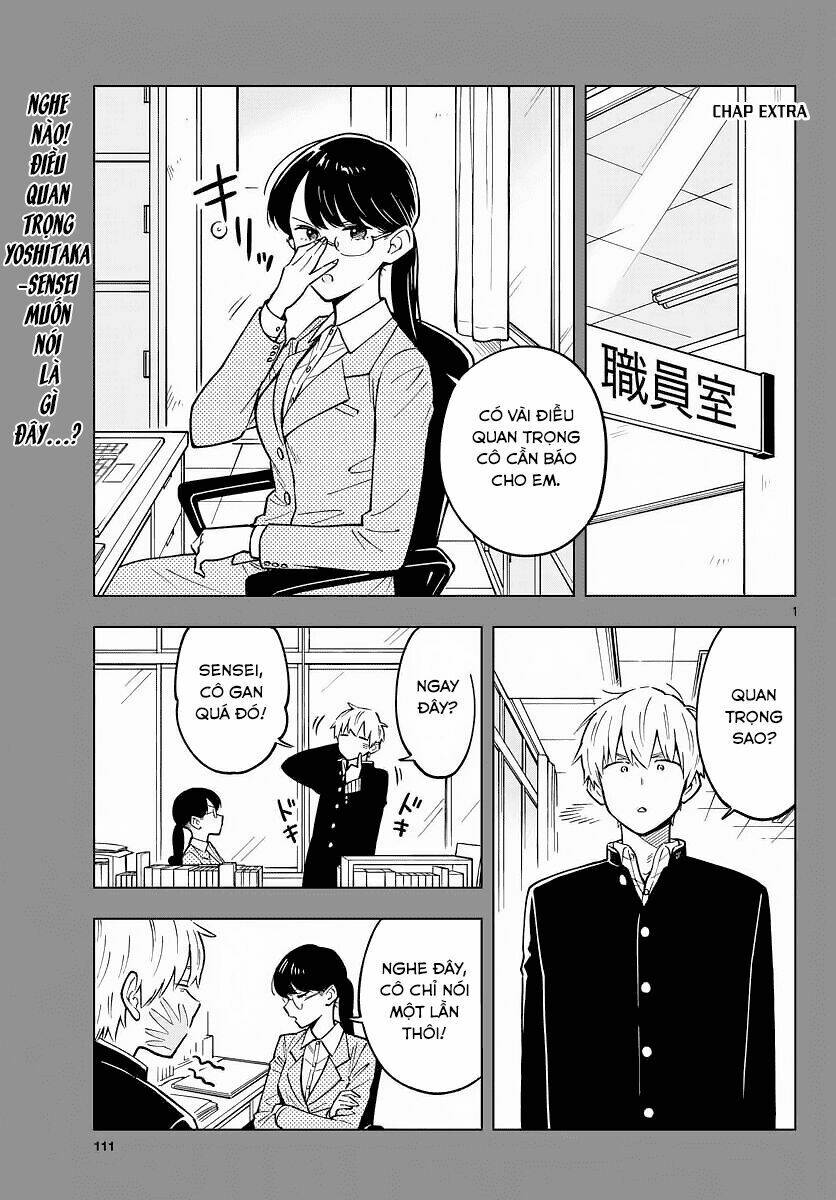 CHAP EXTRA
職員室
NGHE
NÀO!
ĐIỀU
QUAN
TRỌNG
YOSHITAKA
-SENSEI
MUỐN
NÓI
LÀ
GÌ
ĐÂY...?
キッ
CÓ VÀI ĐIỀU
QUAN TRỌNG
CÔ CẦN BÁO
CHO EM.
1
QUAN
TRỌNG
SAO?
NGAY
ĐÂY?
SENSEI,
CÔ GAN
QUÁ ĐÓ!
ドキ
ドキ
NGHE ĐÂY,
CÔ CHỈ NÓI
MỘT LẦN
THÔI!
111